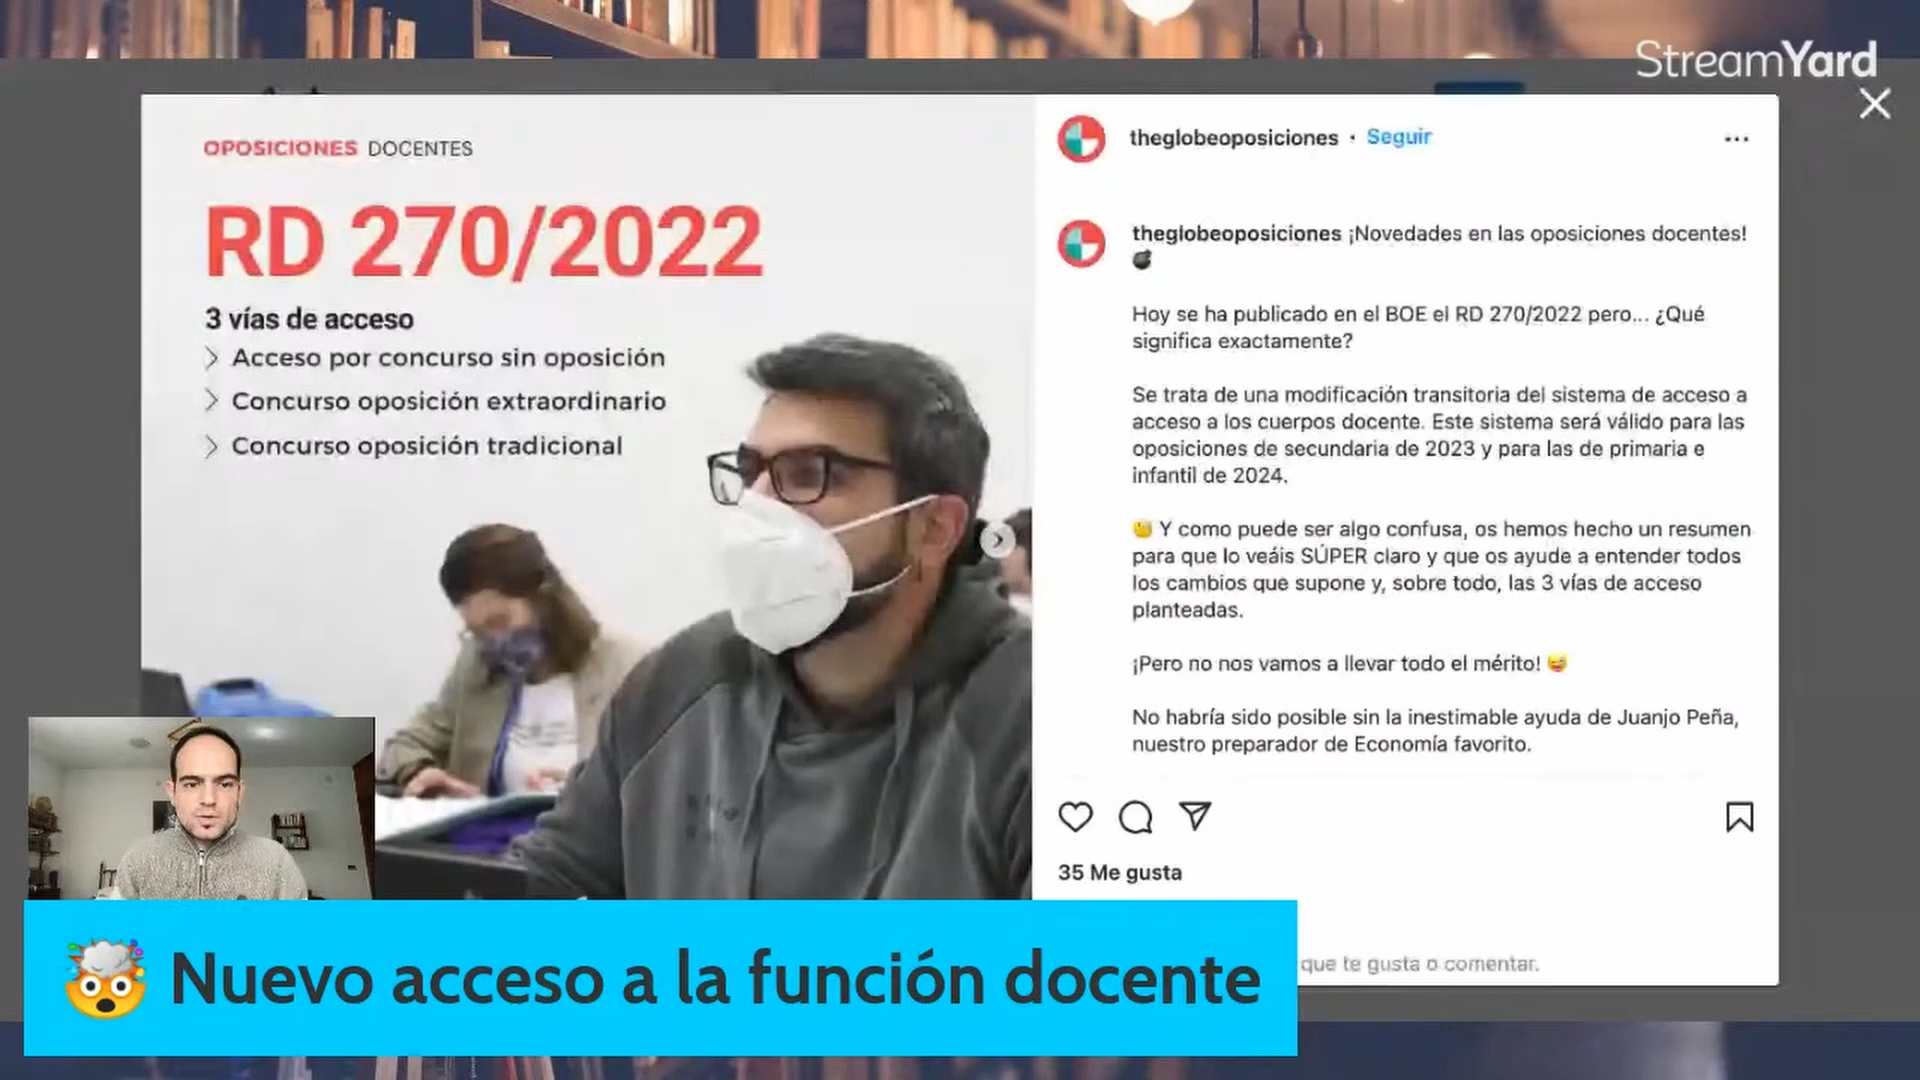 StreamYard
OPOSICIONES DOCENTES
RD 270/2022
3 vías de acceso
Acceso por concurso sin oposición
Concurso oposición extraordinario
Concurso oposición tradicional
theglobeoposiciones • Seguir
theglobeoposiciones ¡Novedades en las oposiciones docentes!
💣
Hoy se ha publicado en el BOE el RD 270/2022 pero... ¿Qué
significa exactamente?
Se trata de una modificación transitoria del sistema de acceso a
acceso a los cuerpos docente. Este sistema será válido para las
oposiciones de secundaria de 2023 y para las de primaria e
infantil de 2024.
Y como puede ser algo confusa, os hemos hecho un resumen
para que lo veáis SÚPER claro y que os ayude a entender todos
los cambios que supone y, sobre todo, las 3 vías de acceso
planteadas.
¡Pero no nos vamos a llevar todo el mérito!
No habría sido posible sin la inestimable ayuda de Juanjo Peña,
nuestro preparador de Economía favorito.
35 Me gusta
que te gusta o comentar.
🤯 Nuevo acceso a la función docente